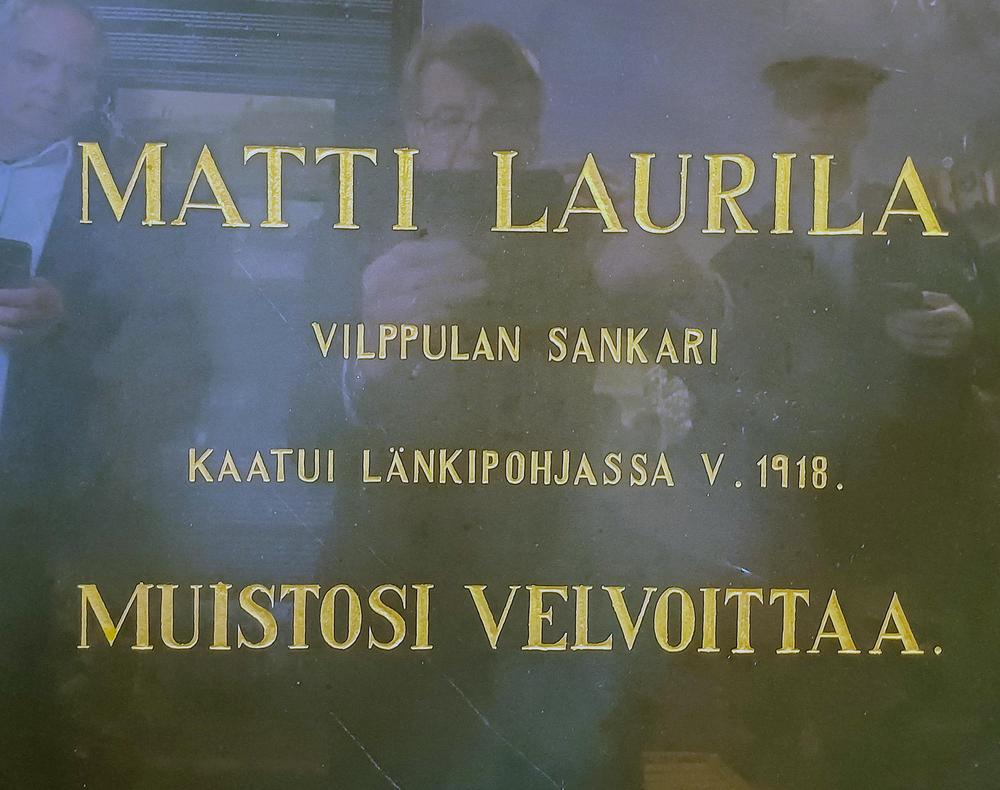 MATTI LAURILA
VILPPULAN SANKARI
KAATUI LÄNKIPOHJASSA V. 1918.
MUISTOSI VELVOITTAA.